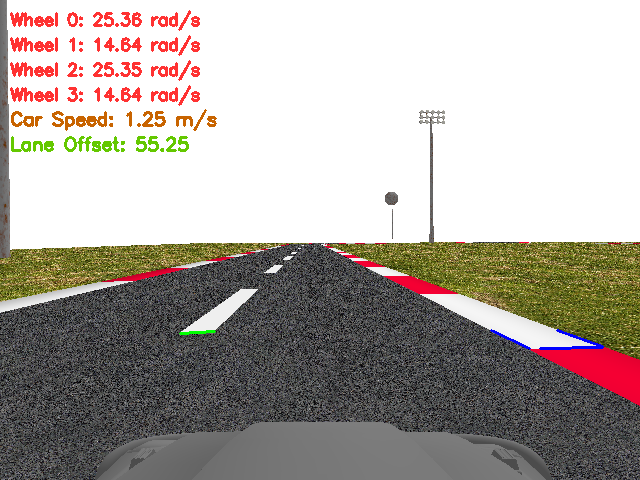 Wheel 0: 25.36 rad/s
Wheel 1: 14.64 rad/s
Wheel 2: 25.35 rad/s
Wheel 3: 14.64 rad/s
Car Speed: 1.25 m/s
Lane Offset: 55.25